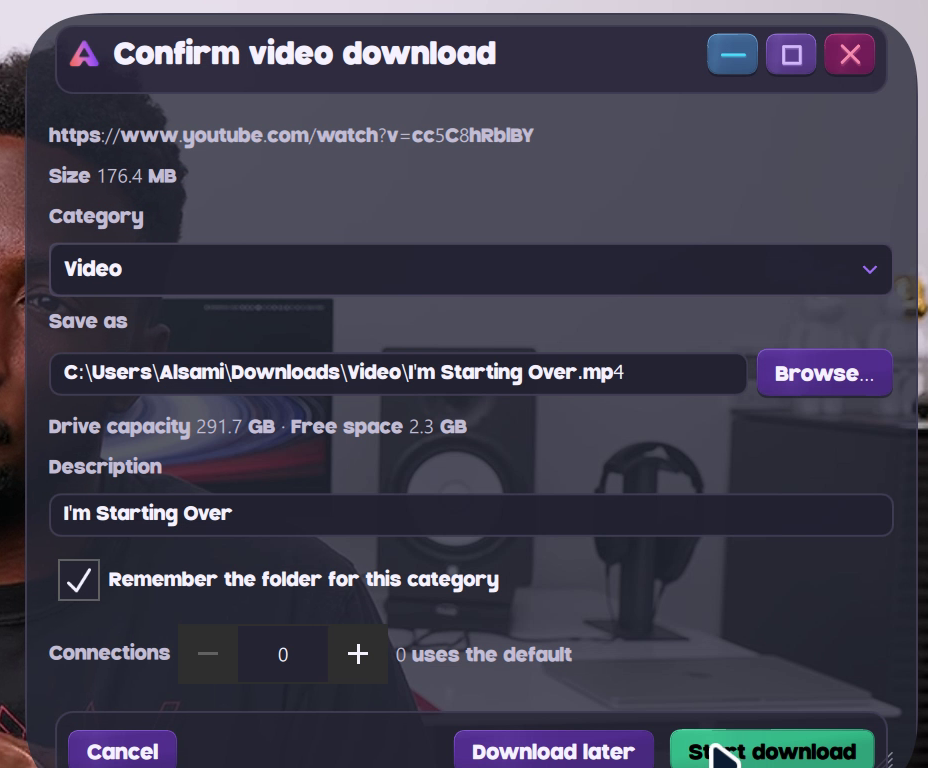 Confirm video download
https://www.youtube.com/watch?v=cc5C8hRblBY
Size 176.4 MB
Category
Video
Save as
C:\Users\Alsami\Downloads\Video\I'm Starting Over.mp4
Browse...
Drive capacity 291.7 GB · Free space 2.3 GB
Description
I'm Starting Over
Remember the folder for this category
Connections 0 0 uses the default
Cancel Download later Start download